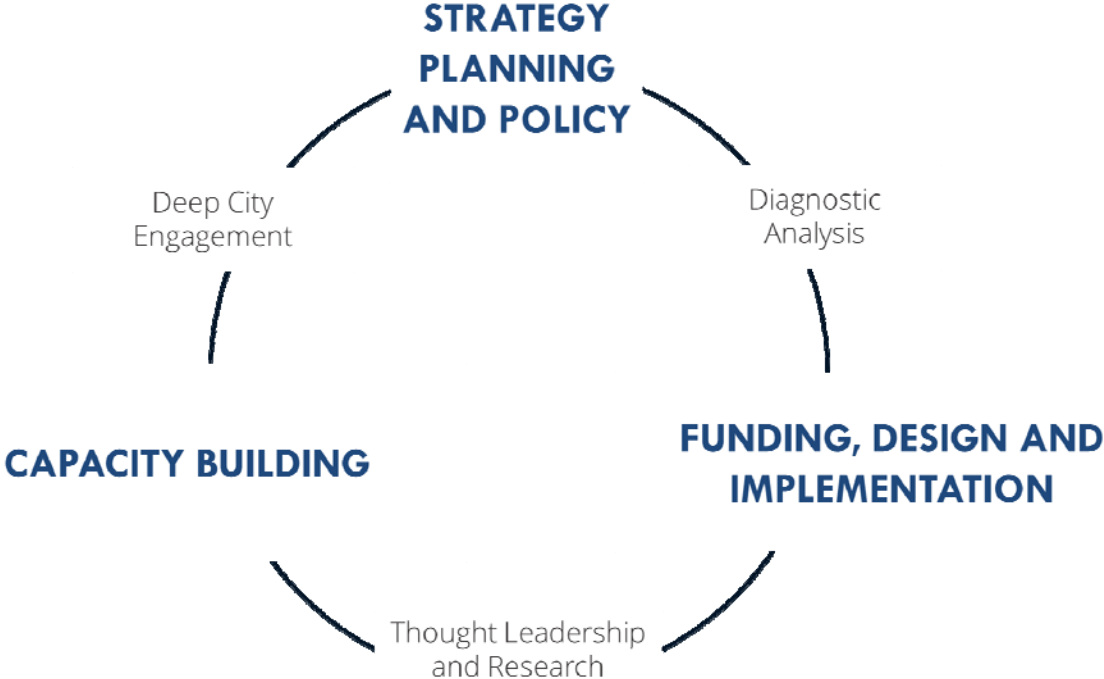 STRATEGY
PLANNING
AND POLICY
Deep City
Engagement
Diagnostic
Analysis
CAPACITY BUILDING
FUNDING, DESIGN AND
IMPLEMENTATION
Thought Leadership
and Research